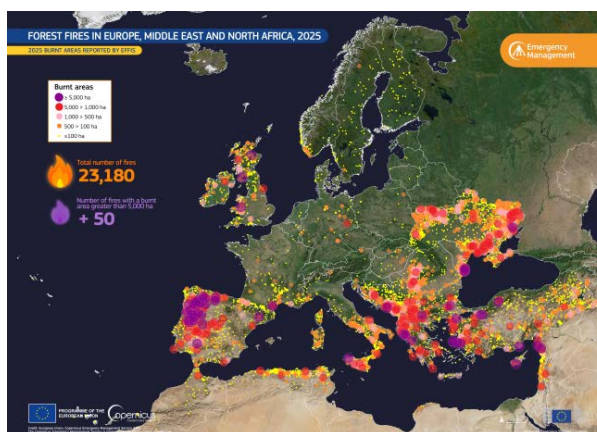 FOREST FIRES IN EUROPE, MIDDLE EAST AND NORTH AFRICA, 2025
2025 BURNT AREAS REPORTED BY EFFIS
Emergency
Management
Burnt areas
≥ 5,000 ha
5,000 > 1,000 ha
1,000 > 500 ha
500 > 100 ha
≤100 ha
Total number of fires
23,180
Number of fires with a burnt
area greater than 5,000 ha
+ 50
PROGRAMME OF THE
EUROPEAN UNION
Copernicus